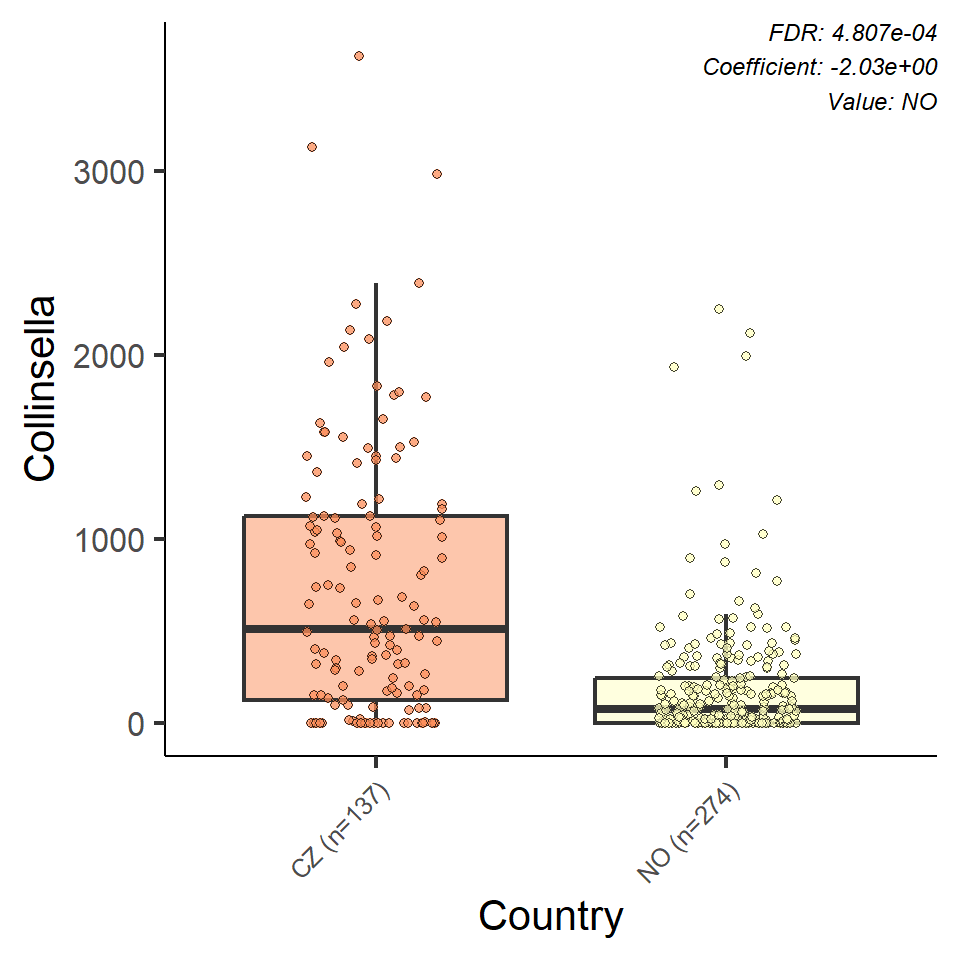 FDR: 4.807e-04
Coefficient: -2.03e+00
Value: NO
Collinsella
3000
2000
1000
0
CZ (n=137)
NO (n=274)
Country